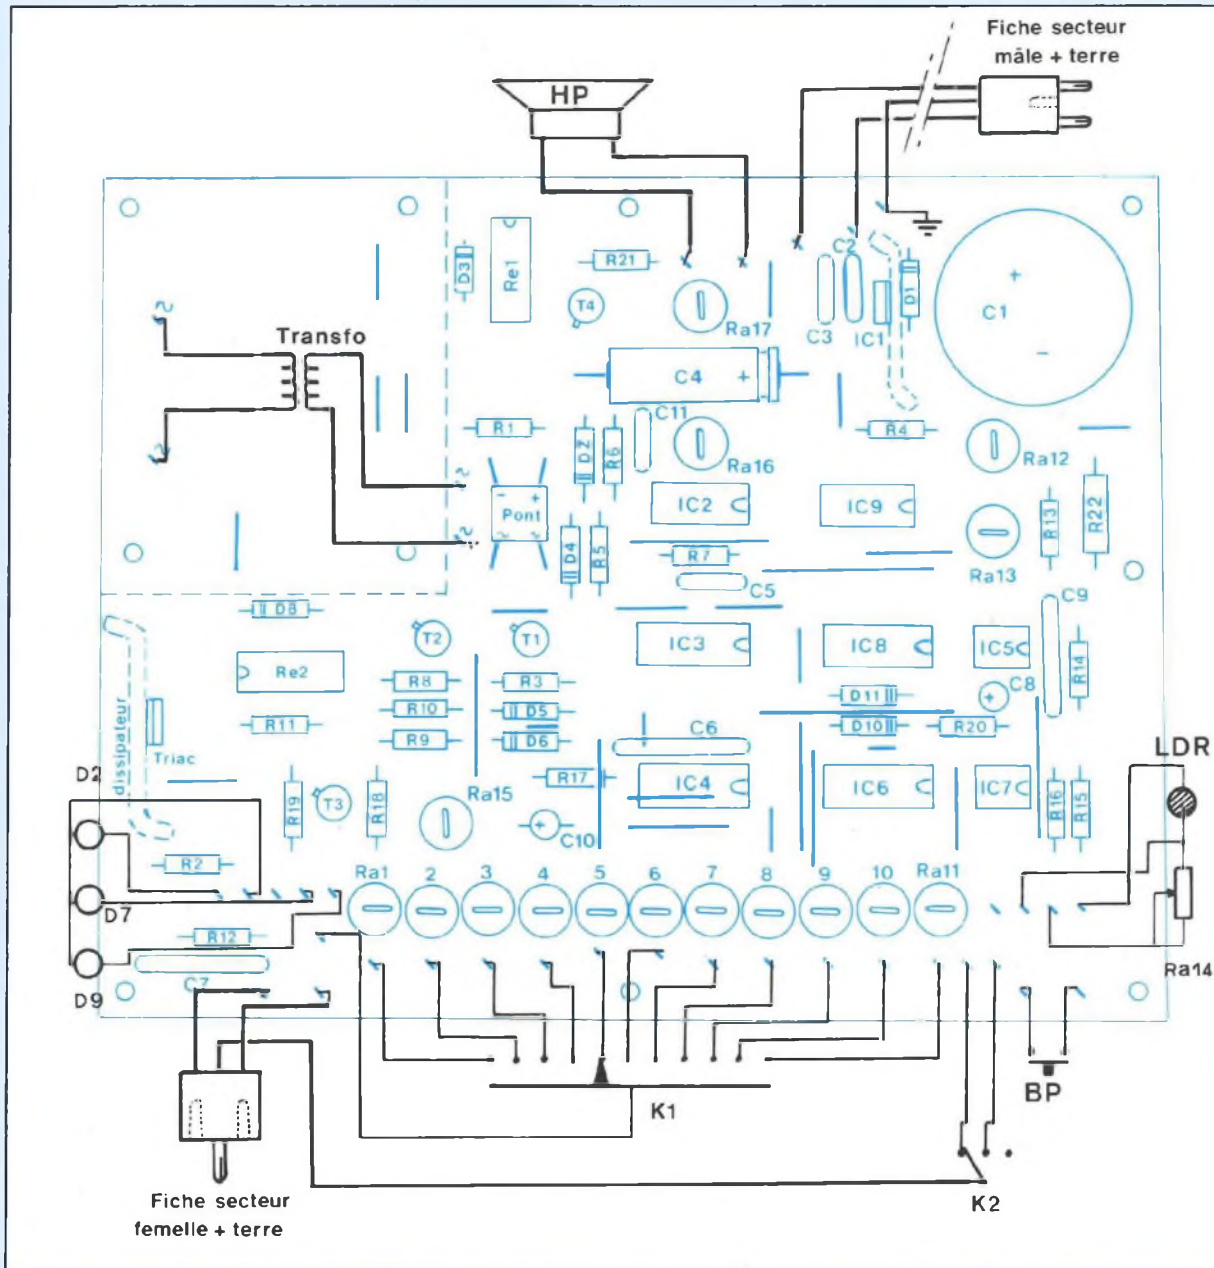 Fiche secteur
mâle + terre
HP
D3
Re1
R21
T4
Ra17
C2
C3
IC1
D1
+
C1
-
Transfo
C4 +
R1
DZ
R6
C11
Ra16
R4
Ra12
- +
Pont
~ ~
IC2
IC9
R13
R22
D4
R5
R7
C5
Ra13
D8
T2
T1
IC3
IC8
IC5
C9
R14
Re2
R8
R3
D11
+
C8
R10
D5
D10
R20
R11
R9
D6
C6
dissipateur
Triac
R17
IC4
IC6
IC7
R16
R15
LDR
D2
R19
T3
R18
Ra15
+
C10
R2
Ra1 2 3 4 5 6 7 8 9 10 Ra11
D7
R12
C7
D9
Ra14
K1
BP
K2
Fiche secteur
femelle + terre